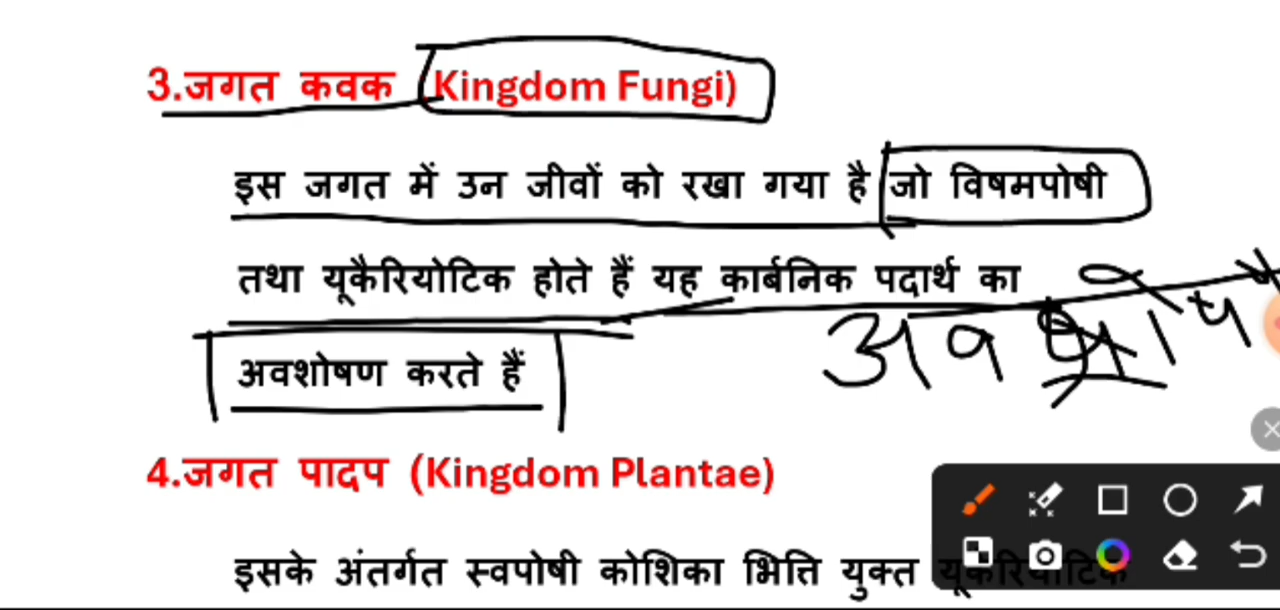 3.जगत कवक (Kingdom Fungi)
इस जगत में उन जीवों को रखा गया है जो विषमपोषी
तथा यूकैरियोटिक होते हैं यह कार्बनिक पदार्थ का
अवशोषण करते हैं
4.जगत पादप (Kingdom Plantae)
इसके अंतर्गत स्वपोषी कोशिका भित्ति युक्त यूकैरियोटिक